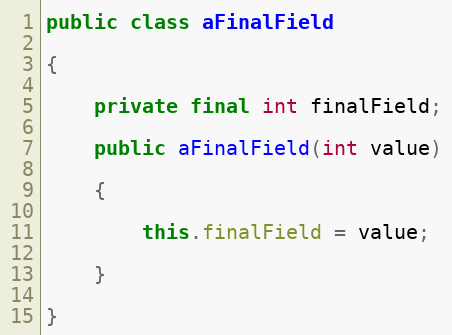 1 public class aFinalField
2
3 {
4
5     private final int finalField;
6
7     public aFinalField(int value)
8
9     {
10
11         this.finalField = value;
12
13     }
14
15 }